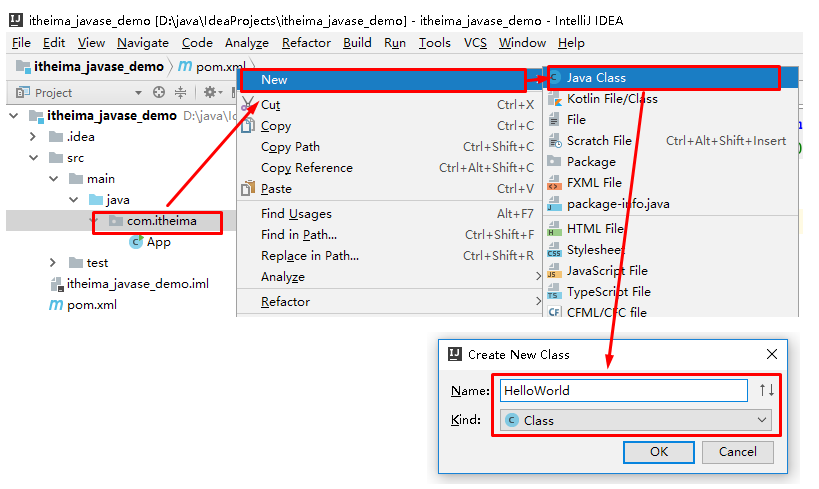 itheima_javase_demo [D:\java\IdeaProjects\itheima_javase_demo] - itheima_javase_demo - IntelliJ IDEA
File Edit View Navigate Code Analyze Refactor Build Run Tools VCS Window Help
itheima_javase_demo pom.xml
Project
itheima_javase_demo D:\java\Id
.idea
src
main
java
com.itheima
App
test
itheima_javase_demo.iml
pom.xml
New
Cut Ctrl+X
Copy Ctrl+C
Copy Path Ctrl+Shift+C
Copy Reference Ctrl+Alt+Shift+C
Paste Ctrl+V
Find Usages Alt+F7
Find in Path... Ctrl+Shift+F
Replace in Path... Ctrl+Shift+R
Analyze
Refactor
Java Class
Kotlin File/Class
File
Scratch File Ctrl+Alt+Shift+Insert
Package
FXML File
package-info.java
HTML File
Stylesheet
JavaScript File
TypeScript File
CFML/CFC file
Create New Class
Name: HelloWorld
Kind: Class
OK Cancel